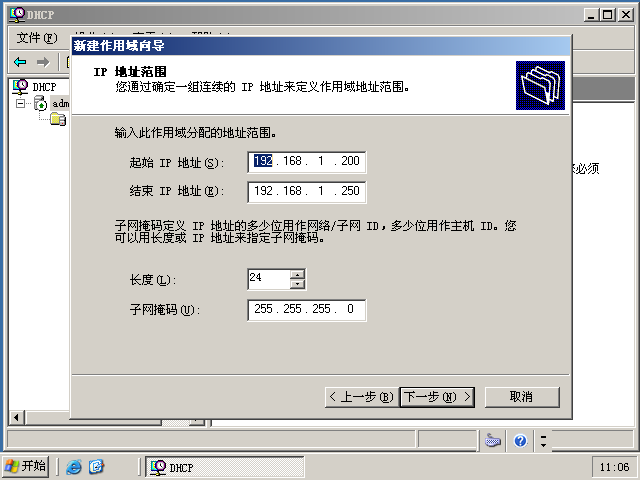 DHCP
文件(F)
新建作用域向导
IP 地址范围
您通过确定一组连续的 IP 地址来定义作用域地址范围。
DHCP
adm
输入此作用域分配的地址范围。
起始 IP 地址(S):
192 . 168 . 1 . 200
必须
结束 IP 地址(E):
192 . 168 . 1 . 250
子网掩码定义 IP 地址的多少位用作网络/子网 ID，多少位用作主机 ID。您
可以用长度或 IP 地址来指定子网掩码。
长度(L):
24
子网掩码(U):
255 . 255 . 255 . 0
< 上一步(B)
下一步(N) >
取消
开始
DHCP
11:06